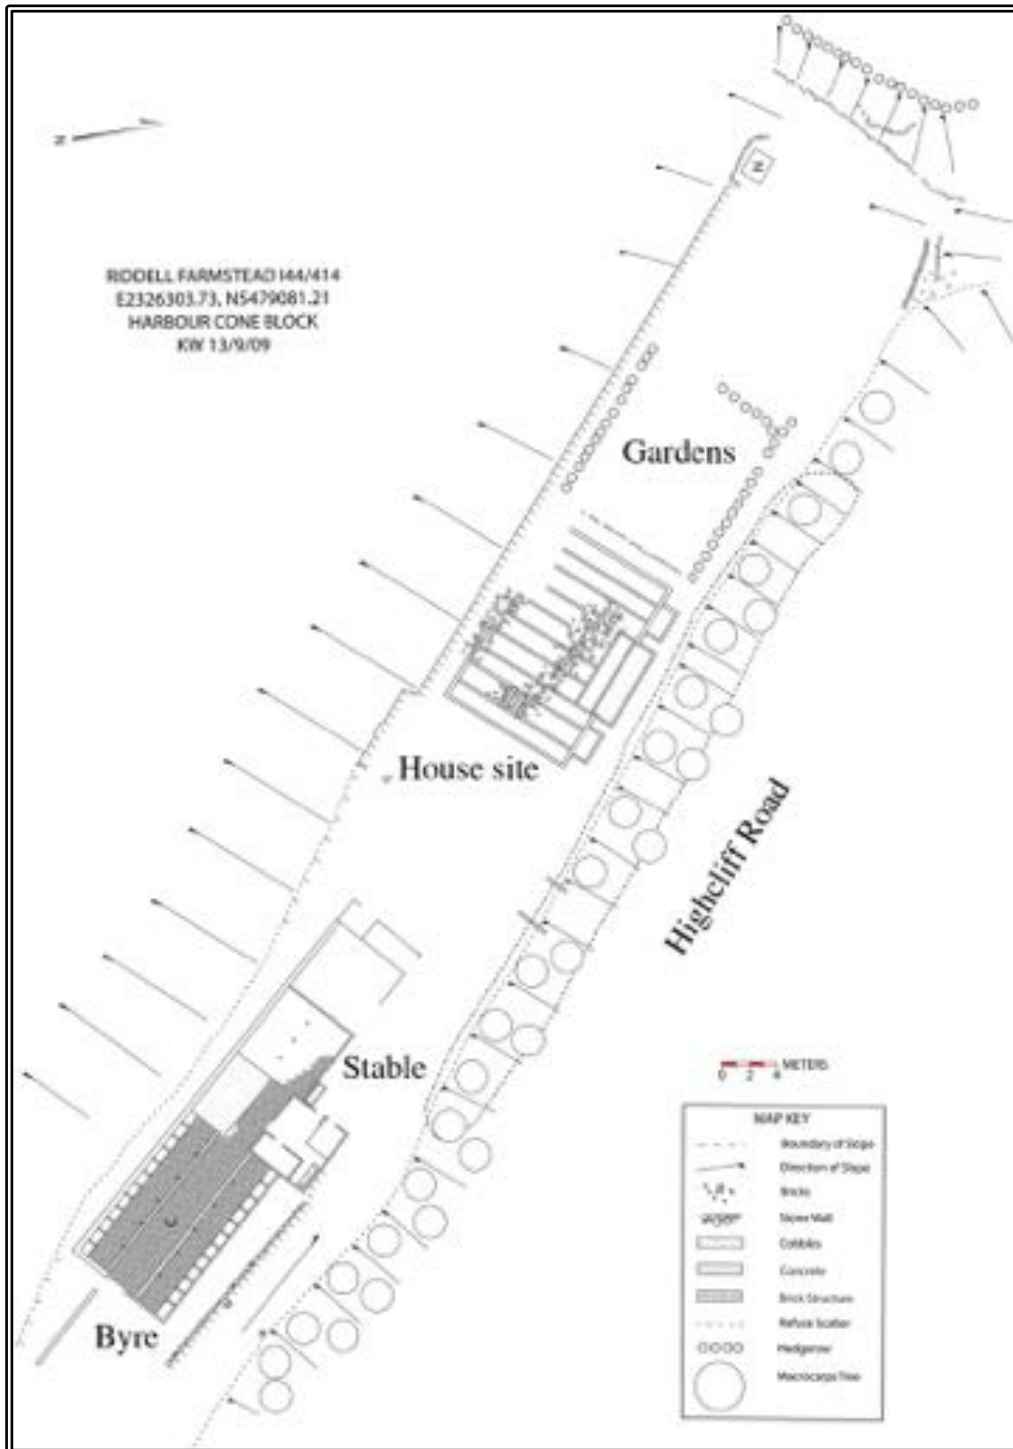 N
RIDDELL FARMSTEAD I44/414
E2326303.73, N5479081.21
HARBOUR CONE BLOCK
KW 13/9/09
Gardens
House site
Highcliff Road
Stable
Byre
METERS
0 2 4
MAP KEY
Boundary of Slope
Direction of Slope
Bricks
Stone Wall
Cobbles
Concrete
Brick Structure
Refuse Scatter
Hedgerow
Macrocarpa Tree